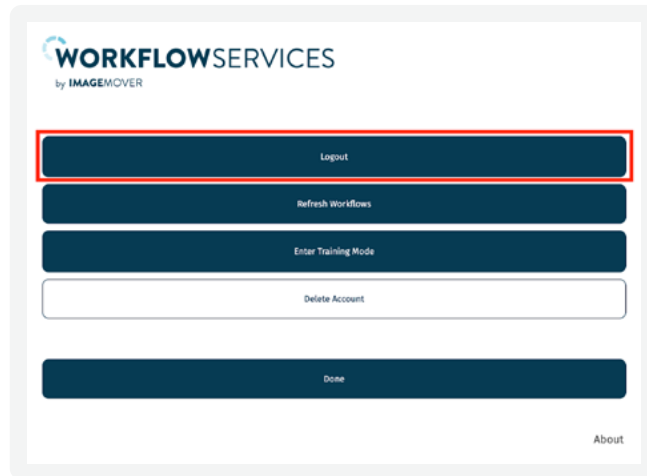 WORKFLOWSERVICES
by IMAGEMOVER
Logout
Refresh Workflows
Enter Training Mode
Delete Account
Done
About